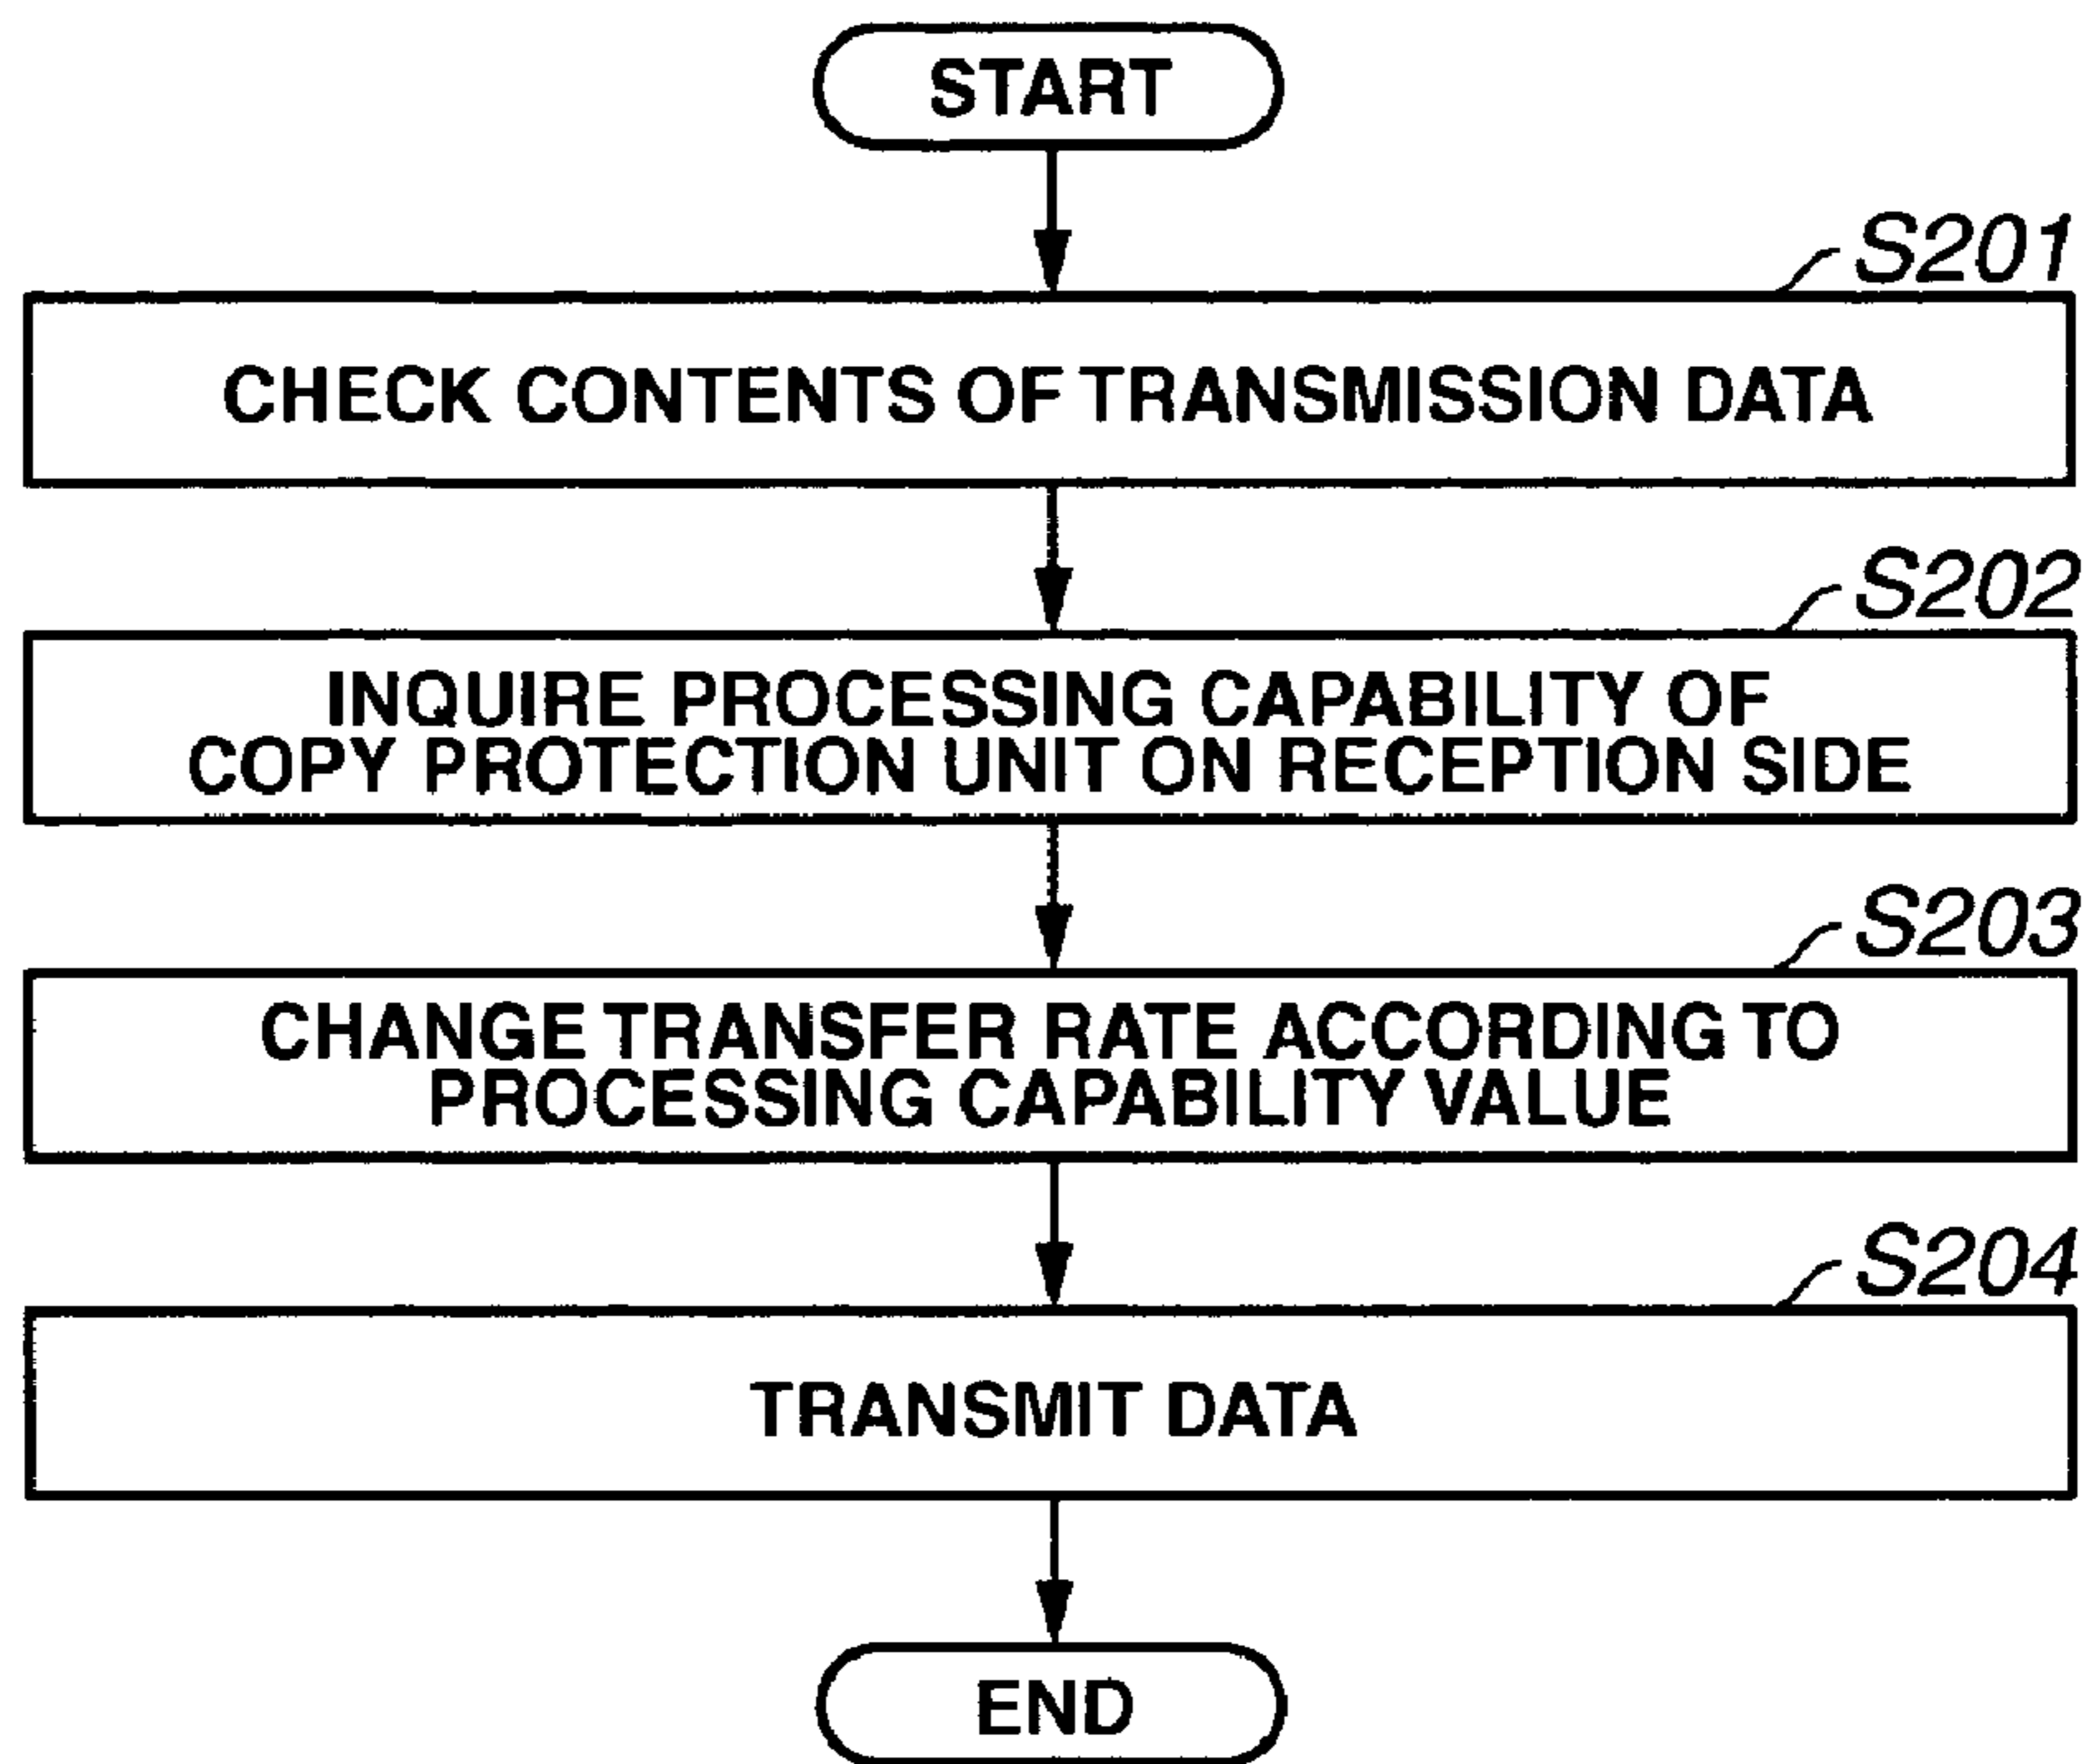 START
S201
CHECK CONTENTS OF TRANSMISSION DATA
S202
INQUIRE PROCESSING CAPABILITY OF
COPY PROTECTION UNIT ON RECEPTION SIDE
S203
CHANGE TRANSFER RATE ACCORDING TO
PROCESSING CAPABILITY VALUE
S204
TRANSMIT DATA
END